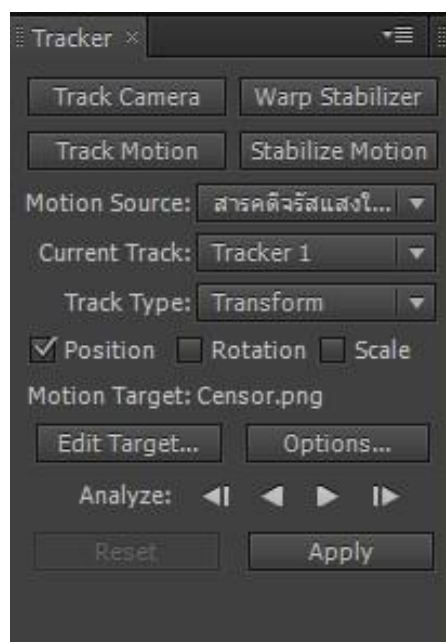 Tracker ×
Track Camera Warp Stabilizer
Track Motion Stabilize Motion
Motion Source: สารคดีจรัสแสงใ...
Current Track: Tracker 1
Track Type: Transform
Position Rotation Scale
Motion Target: Censor.png
Edit Target... Options...
Analyze:
Reset Apply